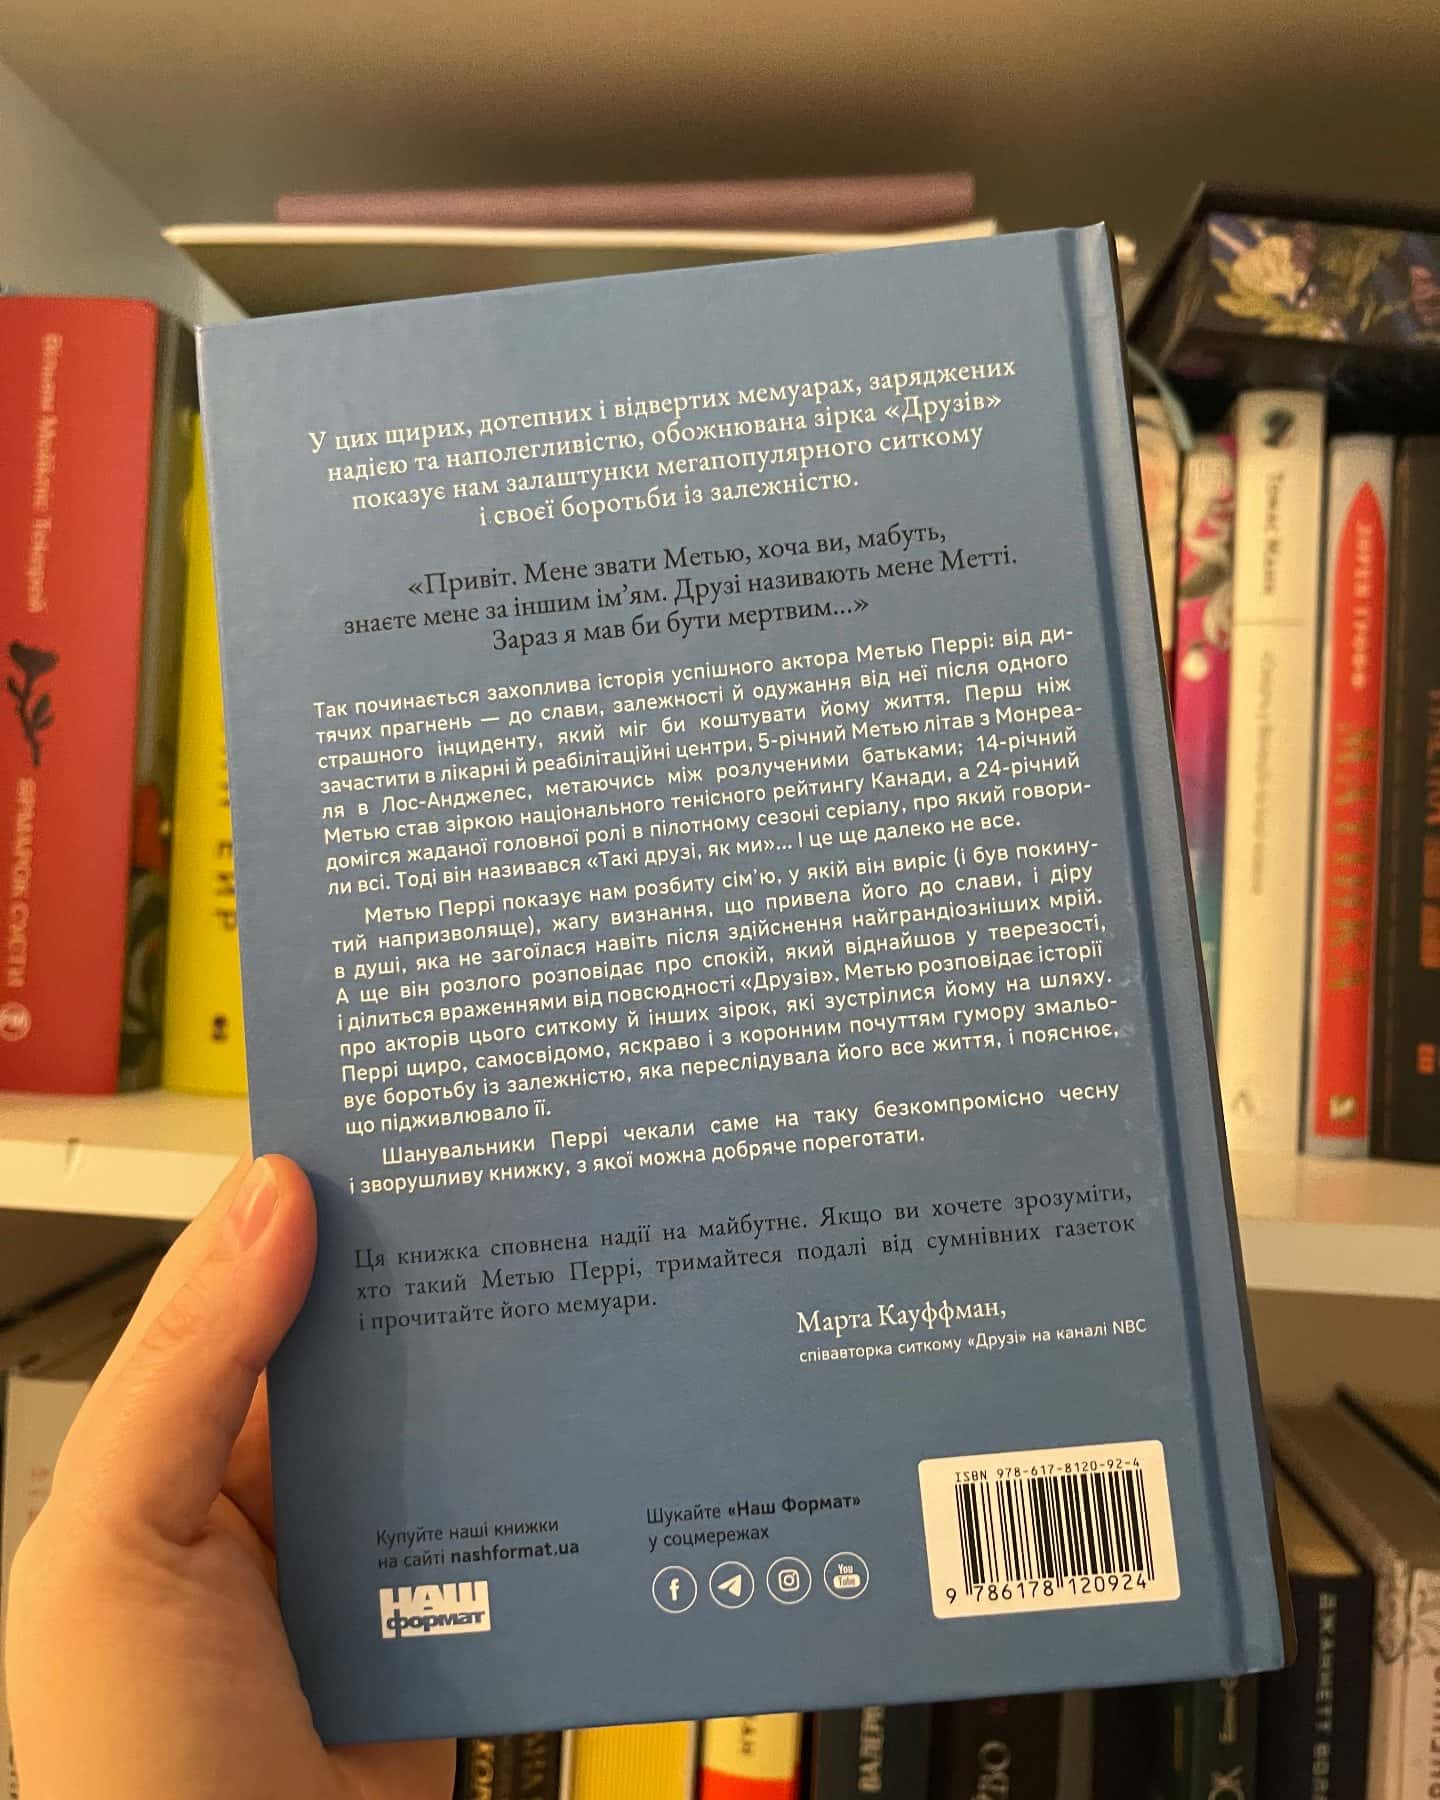 У цих щирих, дотепних і відвертих мемуарах, заряджених
надією та наполегливістю, обожнювана зірка «Друзів»
показує нам залаштунки мегапопулярного ситкому
і своєї боротьби із залежністю.
«Привіт. Мене звати Метью, хоча ви, мабуть,
знаєте мене за іншим ім’ям. Друзі називають мене Метті.
Зараз я мав би бути мертвим...»
Так починається захоплива історія успішного актора Метью Перрі: від ди-
тячих прагнень — до слави, залежності й одужання від неї після одного
страшного інциденту, який міг би коштувати йому життя. Перш ніж
зачастити в лікарні й реабілітаційні центри, 5-річний Метью літав з Монреа-
ля в Лос-Анджелес, метаючись між розлученими батьками; 14-річний
Метью став зіркою національного тенісного рейтингу Канади, а 24-річний
домігся жаданої головної ролі в пілотному сезоні серіалу, про який говори-
ли всі. Тоді він називався «Такі друзі, як ми»... І це ще далеко не все.
Метью Перрі показує нам розбиту сім’ю, у якій він виріс (і був покину-
тий напризволяще), жагу визнання, що привела його до слави, і діру
в душі, яка не загоїлася навіть після здійснення найграндіозніших мрій.
А ще він розлого розповідає про спокій, який віднайшов у тверезості,
і ділиться враженнями від повсюдності «Друзів». Метью розповідає історії
про акторів цього ситкому й інших зірок, які зустрілися йому на шляху.
Перрі щиро, самосвідомо, яскраво і з коронним почуттям гумору змальо-
вує боротьбу із залежністю, яка переслідувала його все життя, і пояснює,
що підживлювало її.
Шанувальники Перрі чекали саме на таку безкомпромісно чесну
і зворушливу книжку, з якої можна добряче пореготати.
Ця книжка сповнена надії на майбутнє. Якщо ви хочете зрозуміти,
хто такий Метью Перрі, тримайтеся подалі від сумнівних газеток
і прочитайте його мемуари.
Марта Кауффман,
співавторка ситкому «Друзі» на каналі NBC
Купуйте наші книжки
на сайті nashformat.ua
НАШ
формат
Шукайте «Наш Формат»
у соцмережах
You
Tube
ISBN 978-617-8120-92-4
9 786178 120924
Вільям Мейкпіс Текерей
ЯРМАРОК СУЄТИ
Томас Манн